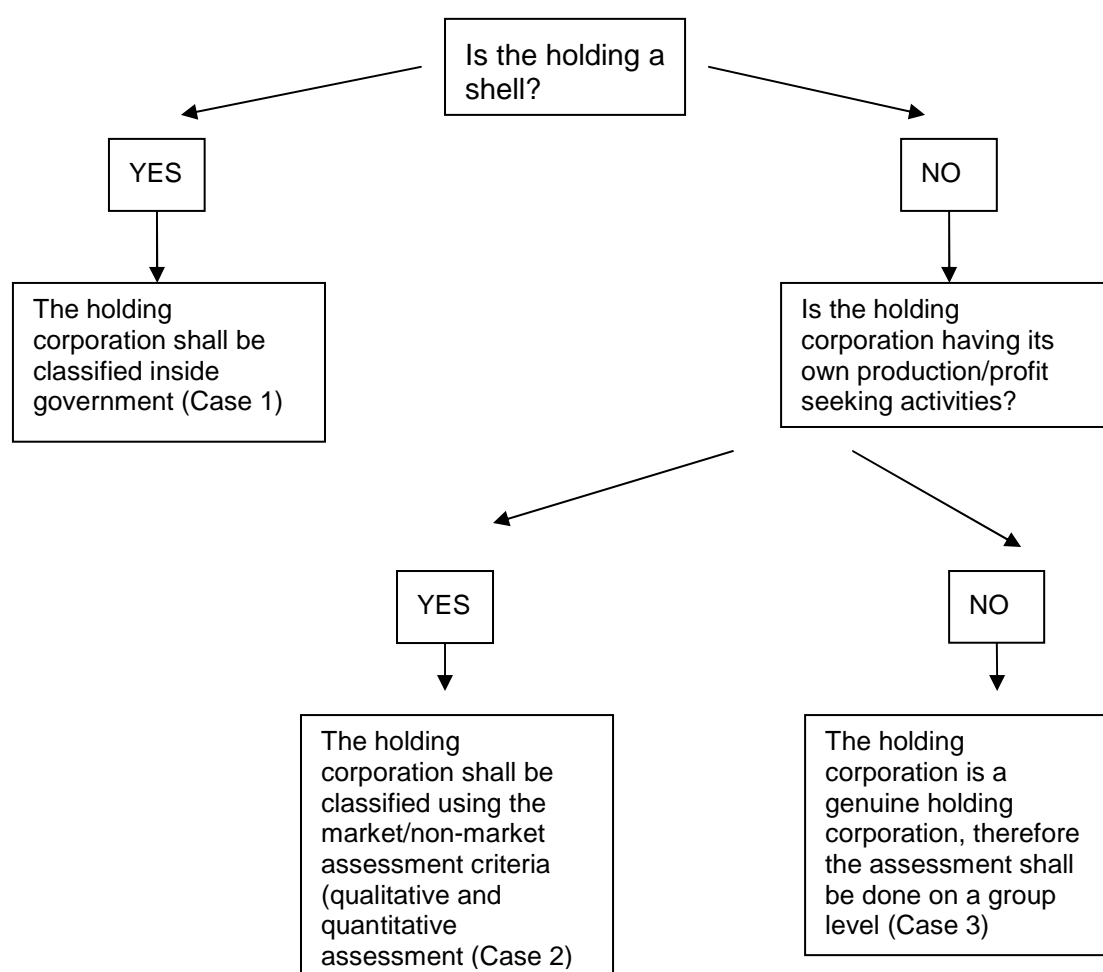 Is the holding a
shell?
YES
NO
The holding
corporation shall be
classified inside
government (Case 1)
Is the holding
corporation having its
own production/profit
seeking activities?
YES
NO
The holding
corporation shall be
classified using the
market/non-market
assessment criteria
(qualitative and
quantitative
assessment (Case 2)
The holding
corporation is a
genuine holding
corporation, therefore
the assessment shall
be done on a group
level (Case 3)